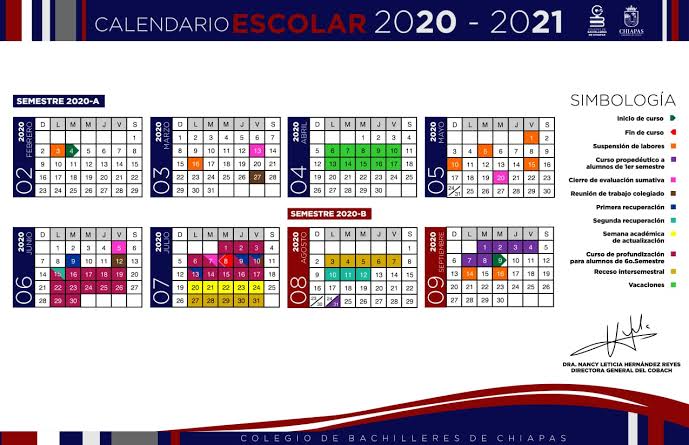 CALENDARIO ESCOLAR 2020 - 2021
COLEGIO DE BACHILLERES DE CHIAPAS
CHIAPAS
SEMESTRE 2020-A
2020 FEBRERO 02
D L M M J V S
1
2 3 4 5 6 7 8
9 10 11 12 13 14 15
16 17 18 19 20 21 22
23 24 25 26 27 28 29
2020 MARZO 03
D L M M J V S
1 2 3 4 5 6 7
8 9 10 11 12 13 14
15 16 17 18 19 20 21
22 23 24 25 26 27 28
29 30 31
2020 ABRIL 04
D L M M J V S
1 2 3 4
5 6 7 8 9 10 11
12 13 14 15 16 17 18
19 20 21 22 23 24 25
26 27 28 29 30
2020 MAYO 05
D L M M J V S
1 2
3 4 5 6 7 8 9
10 11 12 13 14 15 16
17 18 19 20 21 22 23
24/31 25 26 27 28 29 30
SEMESTRE 2020-B
2020 JUNIO 06
D L M M J V S
1 2 3 4 5 6
7 8 9 10 11 12 13
14 15 16 17 18 19 20
21 22 23 24 25 26 27
28 29 30
2020 JULIO 07
D L M M J V S
1 2 3 4
5 6 7 8 9 10 11
12 13 14 15 16 17 18
19 20 21 22 23 24 25
26 27 28 29 30 31
2020 AGOSTO 08
D L M M J V S
1
2 3 4 5 6 7 8
9 10 11 12 13 14 15
16 17 18 19 20 21 22
23/30 24/31 25 26 27 28 29
2020 SEPTIEMBRE 09
D L M M J V S
1 2 3 4 5
6 7 8 9 10 11 12
13 14 15 16 17 18 19
20 21 22 23 24 25 26
27 28 29 30
SIMBOLOGÍA
Inicio de curso
Fin de curso
Suspensión de labores
Curso propedéutico a
alumnos de 1er semestre
Cierre de evaluación sumativa
Reunión de trabajo colegiado
Primera recuperación
Segunda recuperación
Semana académica
de actualización
Curso de profundización
para alumnos de 6o.Semestre
Receso intersemestral
Vacaciones
DRA. NANCY LETICIA HERNÁNDEZ REYES
DIRECTORA GENERAL DEL COBACH
COLEGIO DE BACHILLERES DE CHIAPAS